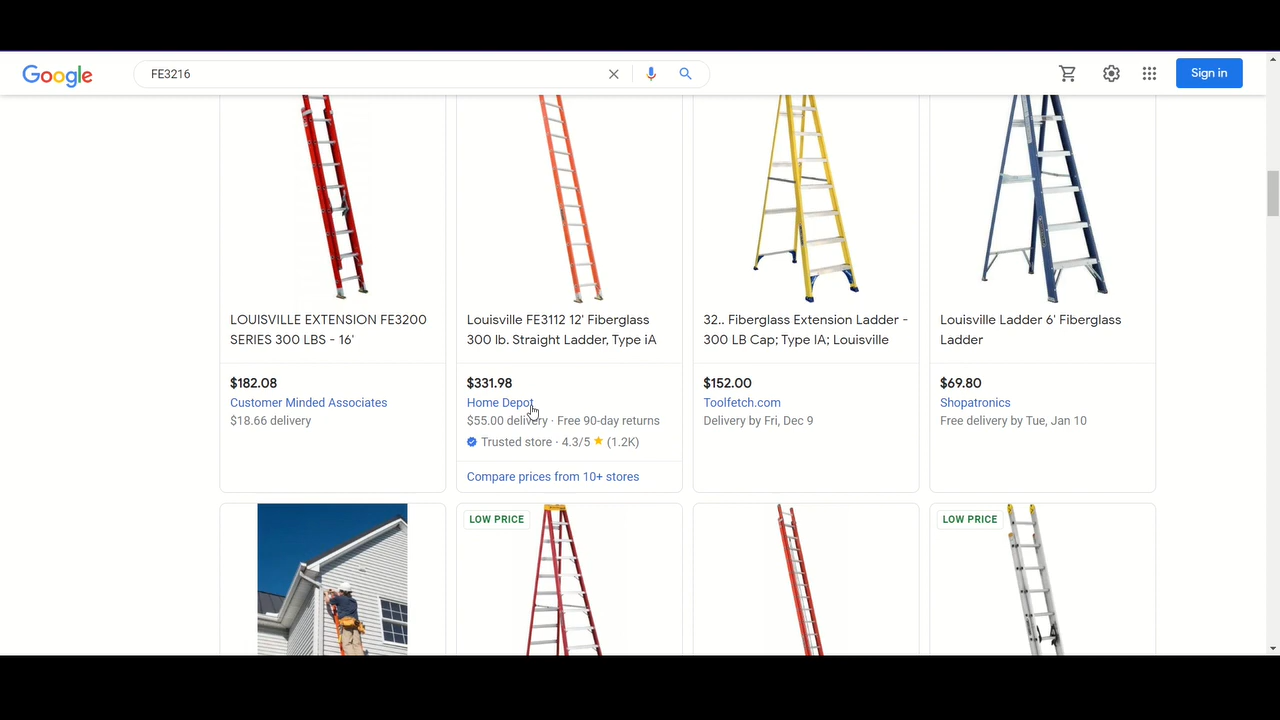 Google
FE3216
Sign in
LOUISVILLE EXTENSION FE3200
SERIES 300 LBS - 16'
$182.08
Customer Minded Associates
$18.66 delivery
Louisville FE3112 12' Fiberglass
300 lb. Straight Ladder, Type iA
$331.98
Home Depot
$55.00 delivery · Free 90-day returns
Trusted store · 4.3/5 ★ (1.2K)
Compare prices from 10+ stores
32.. Fiberglass Extension Ladder -
300 LB Cap; Type IA; Louisville
$152.00
Toolfetch.com
Delivery by Fri, Dec 9
Louisville Ladder 6' Fiberglass
Ladder
$69.80
Shopatronics
Free delivery by Tue, Jan 10
LOW PRICE
LOW PRICE